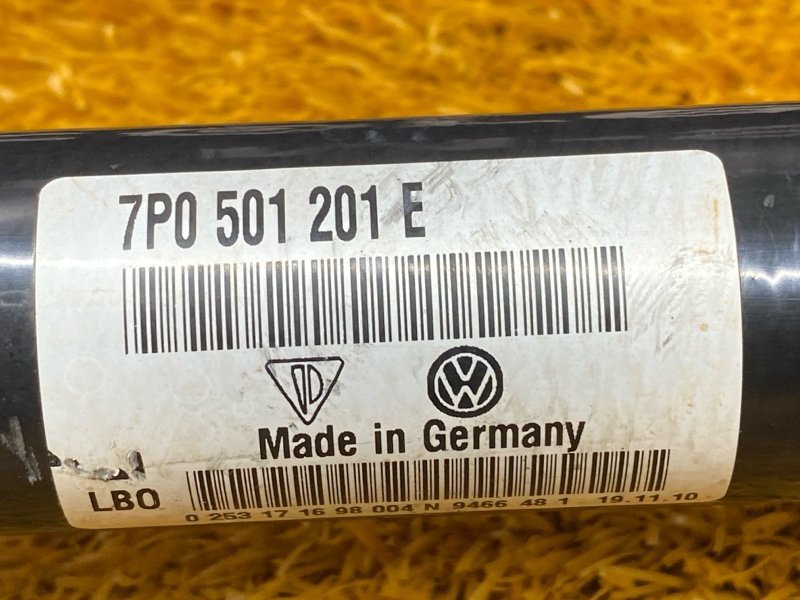 7P0 501 201 E
Made in Germany
LBO
0 253 17 16 98 004 N 9466 48 1 19.11.10